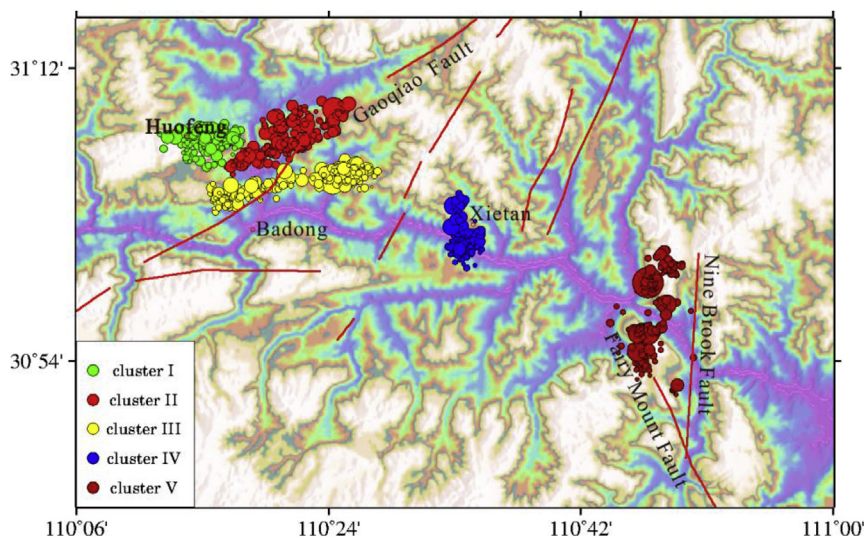 31°12'
Gaoqiao Fault
Huofeng
Xietan
Badong
Nine Brook Fault
30°54'
Fairy Mount Fault
cluster I
cluster II
cluster III
cluster IV
cluster V
110°06'
110°24'
110°42'
111°00'